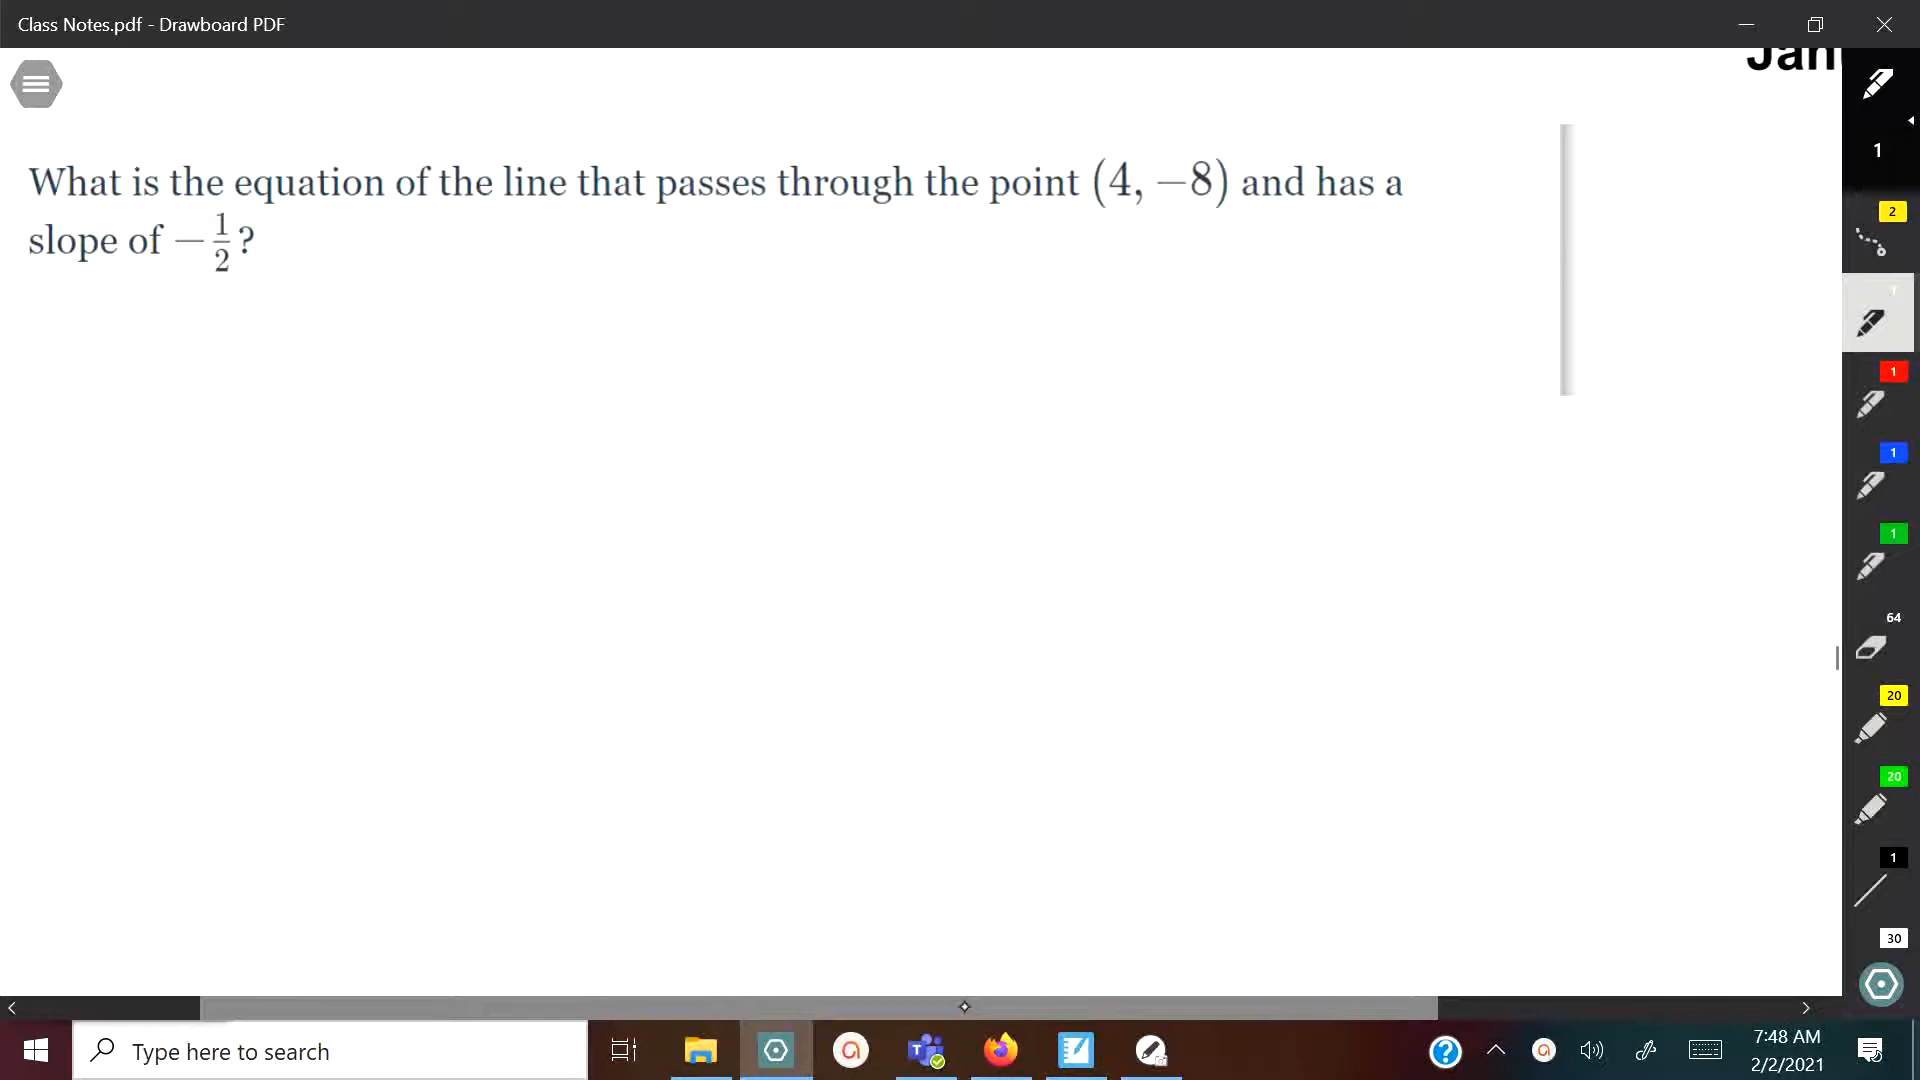 Class Notes.pdf - Drawboard PDF
1
What is the equation of the line that passes through the point (4, −8) and has a
slope of −1/2?
2
1
1
1
1
64
20
20
1
30
Type here to search
7:48 AM
2/2/2021